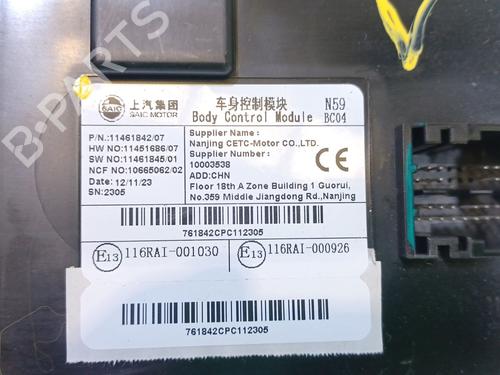 B-PARTS
SAIC
上汽集团
SAIC MOTOR
车身控制模块
Body Control Module
N59
BC04
P/N:11461842/07
HW NO:11451686/07
SW NO:11461845/01
NCF NO:10665062/02
Date: 12/11/23
SN:2305
Supplier Name:
Nanjing CETC-Motor CO.,LTD.
Supplier Number:
10003538
ADD:CHN
Floor 18th A Zone Building 1 Guorui,
No.359 Middle Jiangdong Rd.,Nanjing
CE
761842CPC112305
E13 116RAI-001030
E13 116RAI-000926
761842CPC112305